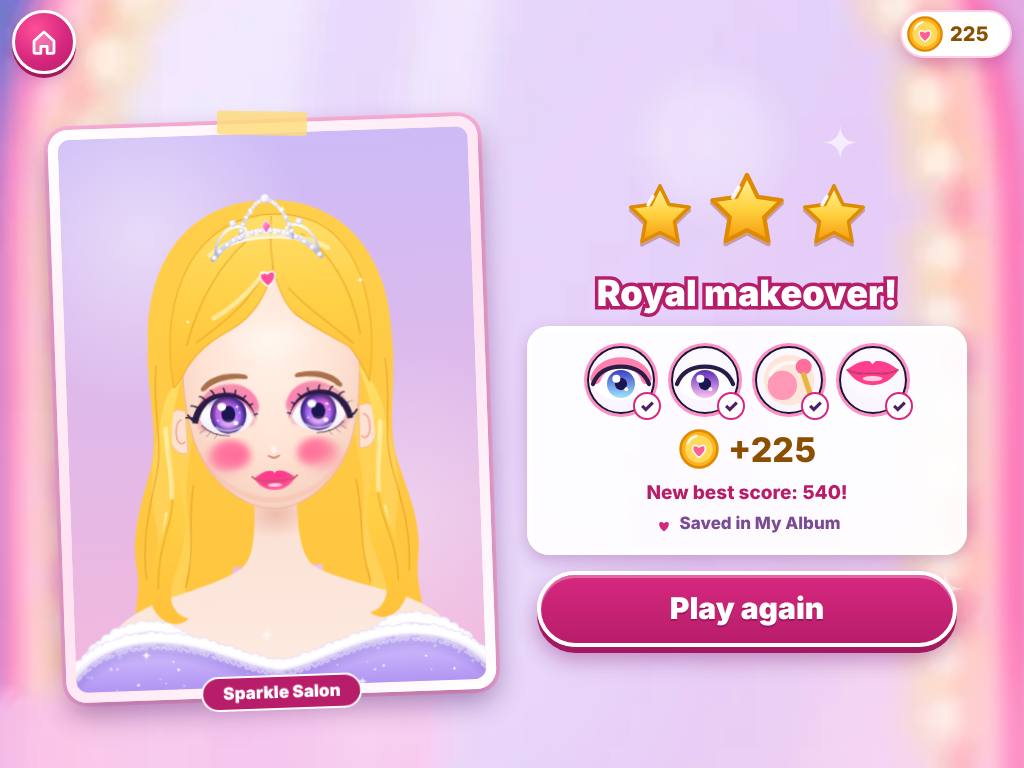 225
Royal makeover!
+225
New best score: 540!
Saved in My Album
Play again
Sparkle Salon